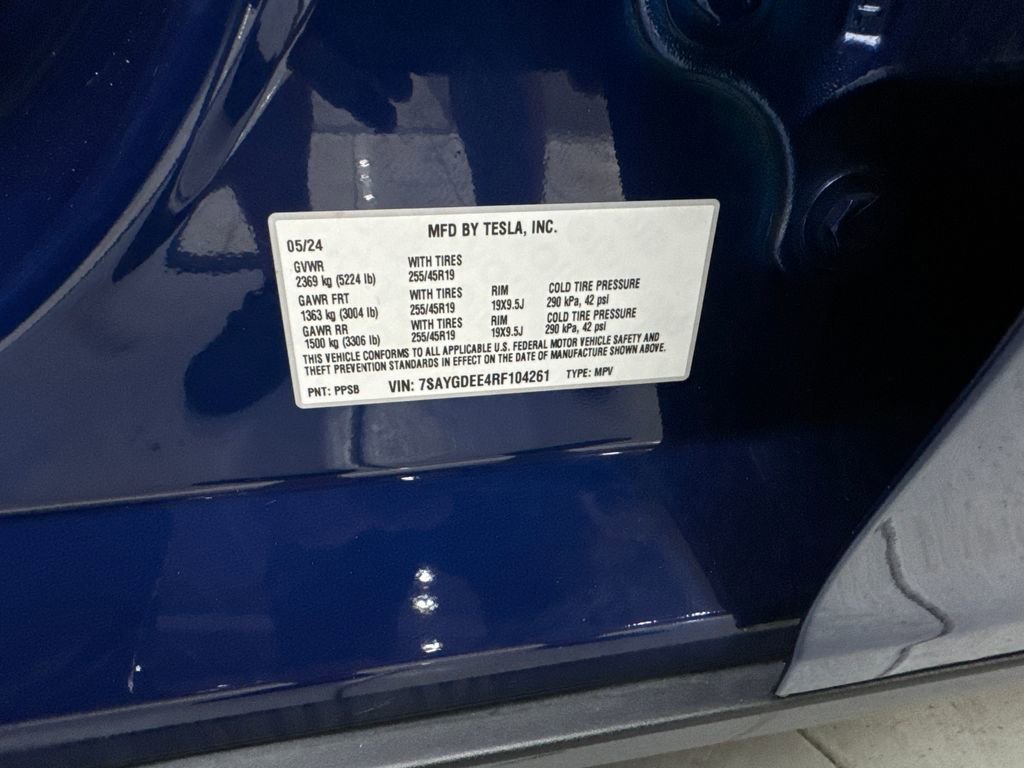 MFD BY TESLA, INC.
05/24
GVWR WITH TIRES
2369 kg (5224 lb) 255/45R19
GAWR FRT WITH TIRES RIM COLD TIRE PRESSURE
1363 kg (3004 lb) 255/45R19 19X9.5J 290 kPa, 42 psi
GAWR RR WITH TIRES RIM COLD TIRE PRESSURE
1500 kg (3306 lb) 255/45R19 19X9.5J 290 kPa, 42 psi
THIS VEHICLE CONFORMS TO ALL APPLICABLE U.S. FEDERAL MOTOR VEHICLE SAFETY AND
THEFT PREVENTION STANDARDS IN EFFECT ON THE DATE OF MANUFACTURE SHOWN ABOVE.
PNT: PPSB VIN: 7SAYGDEE4RF104261 TYPE: MPV